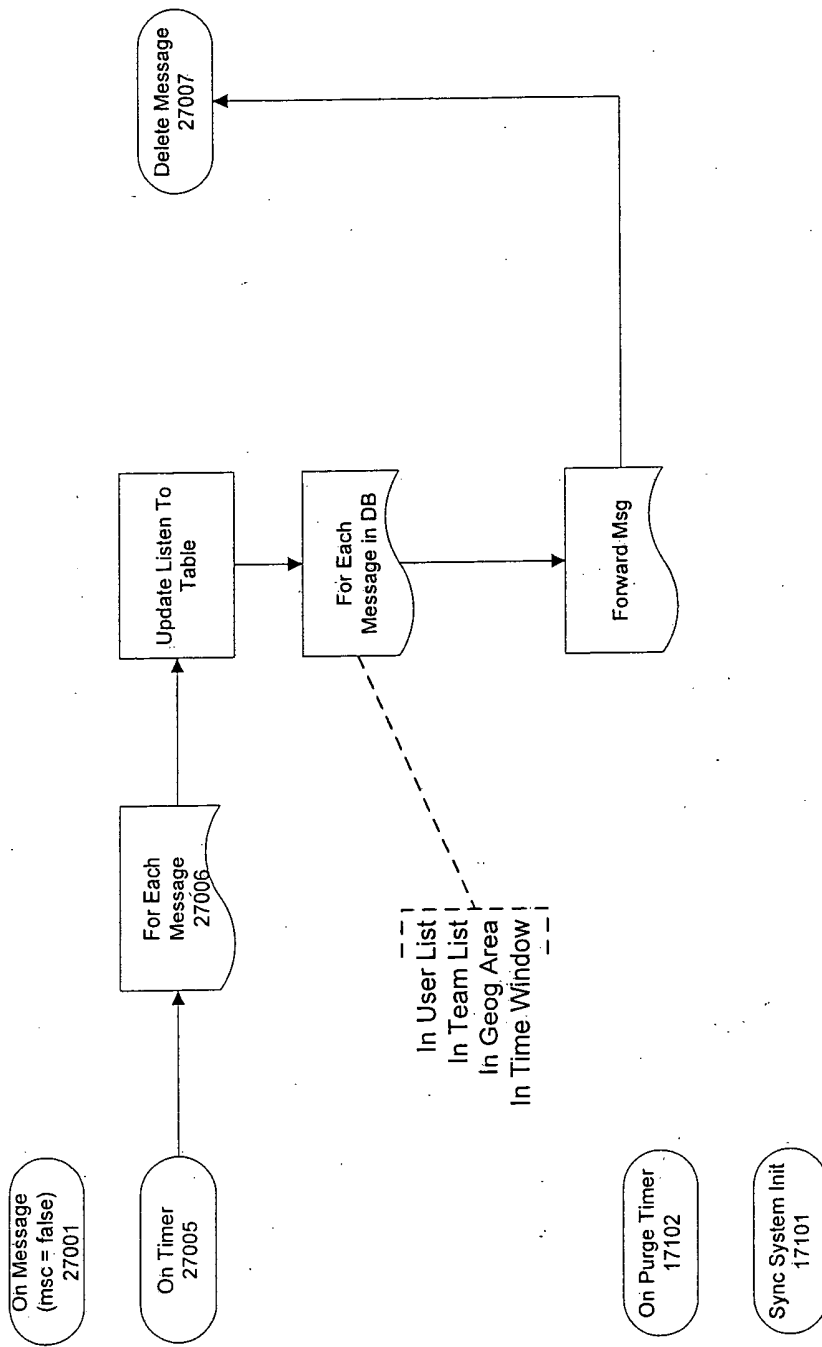 On Message
(msc = false)
27001
On Timer
27005
For Each
Message
27006
Update Listen To
Table
For Each
Message in DB
Forward Msg
Delete Message
27007
In User List
In Team List
In Geog Area
In Time Window
On Purge Timer
17102
Sync System Init
17101